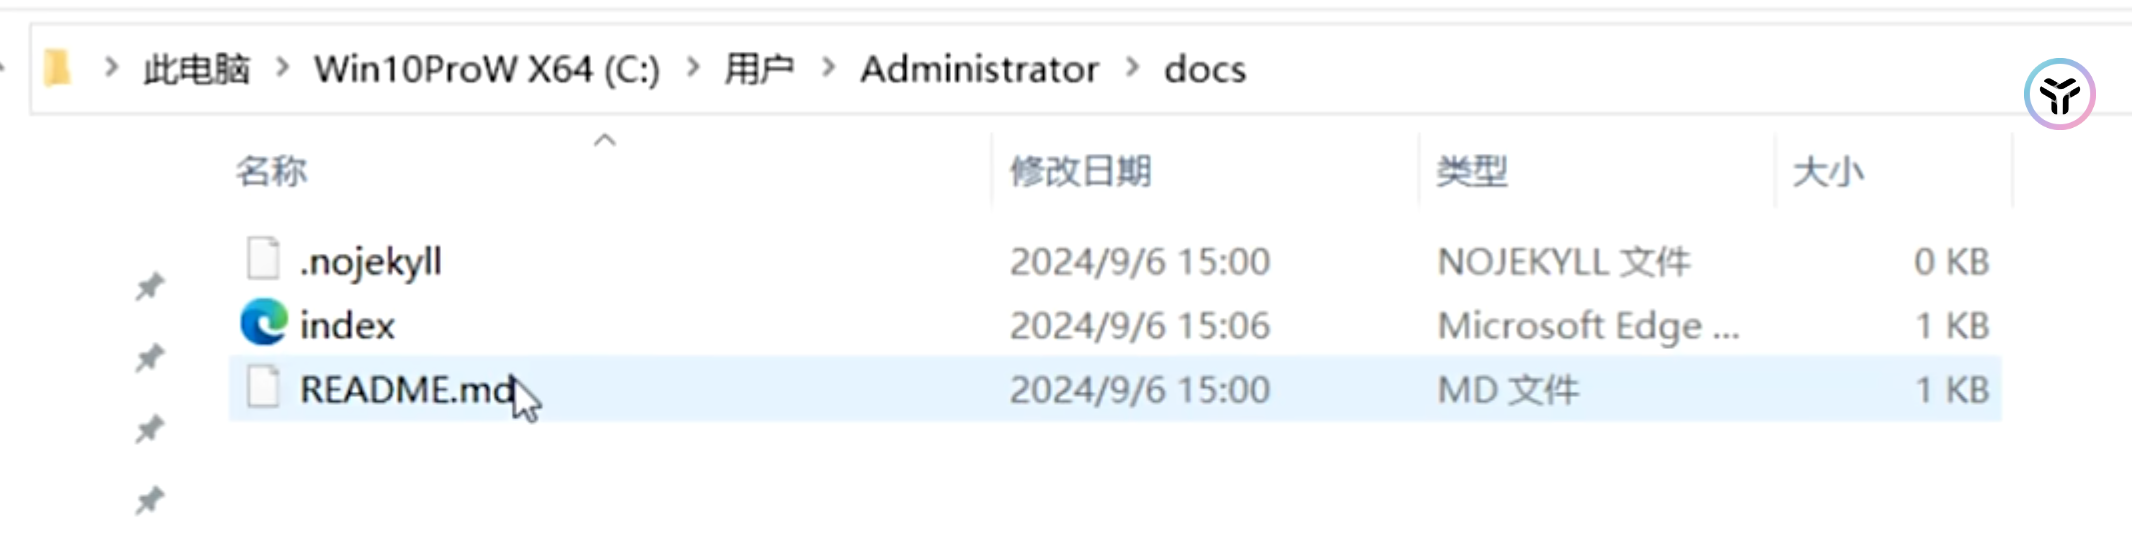 此电脑 > Win10ProW X64 (C:) > 用户 > Administrator > docs
名称 修改日期 类型 大小
.nojekyll 2024/9/6 15:00 NOJEKYLL 文件 0 KB
index 2024/9/6 15:06 Microsoft Edge ... 1 KB
README.md 2024/9/6 15:00 MD 文件 1 KB